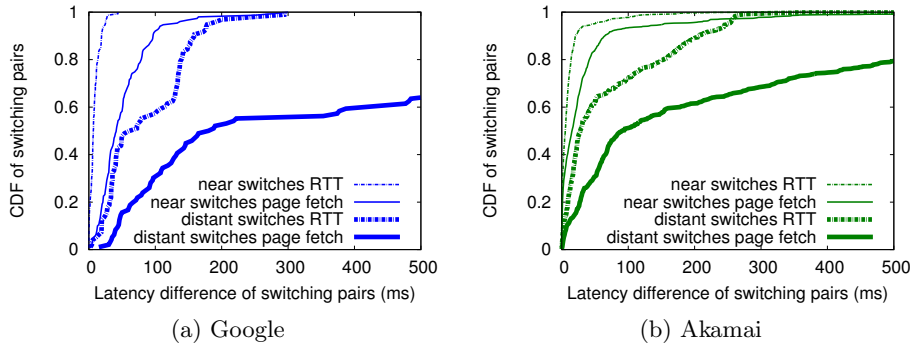 1
0.8
0.6
0.4
0.2
0
CDF of switching pairs
near switches RTT
near switches page fetch
distant switches RTT
distant switches page fetch
0 100 200 300 400 500
Latency difference of switching pairs (ms)
(a) Google
1
0.8
0.6
0.4
0.2
0
CDF of switching pairs
near switches RTT
near switches page fetch
distant switches RTT
distant switches page fetch
0 100 200 300 400 500
Latency difference of switching pairs (ms)
(b) Akamai